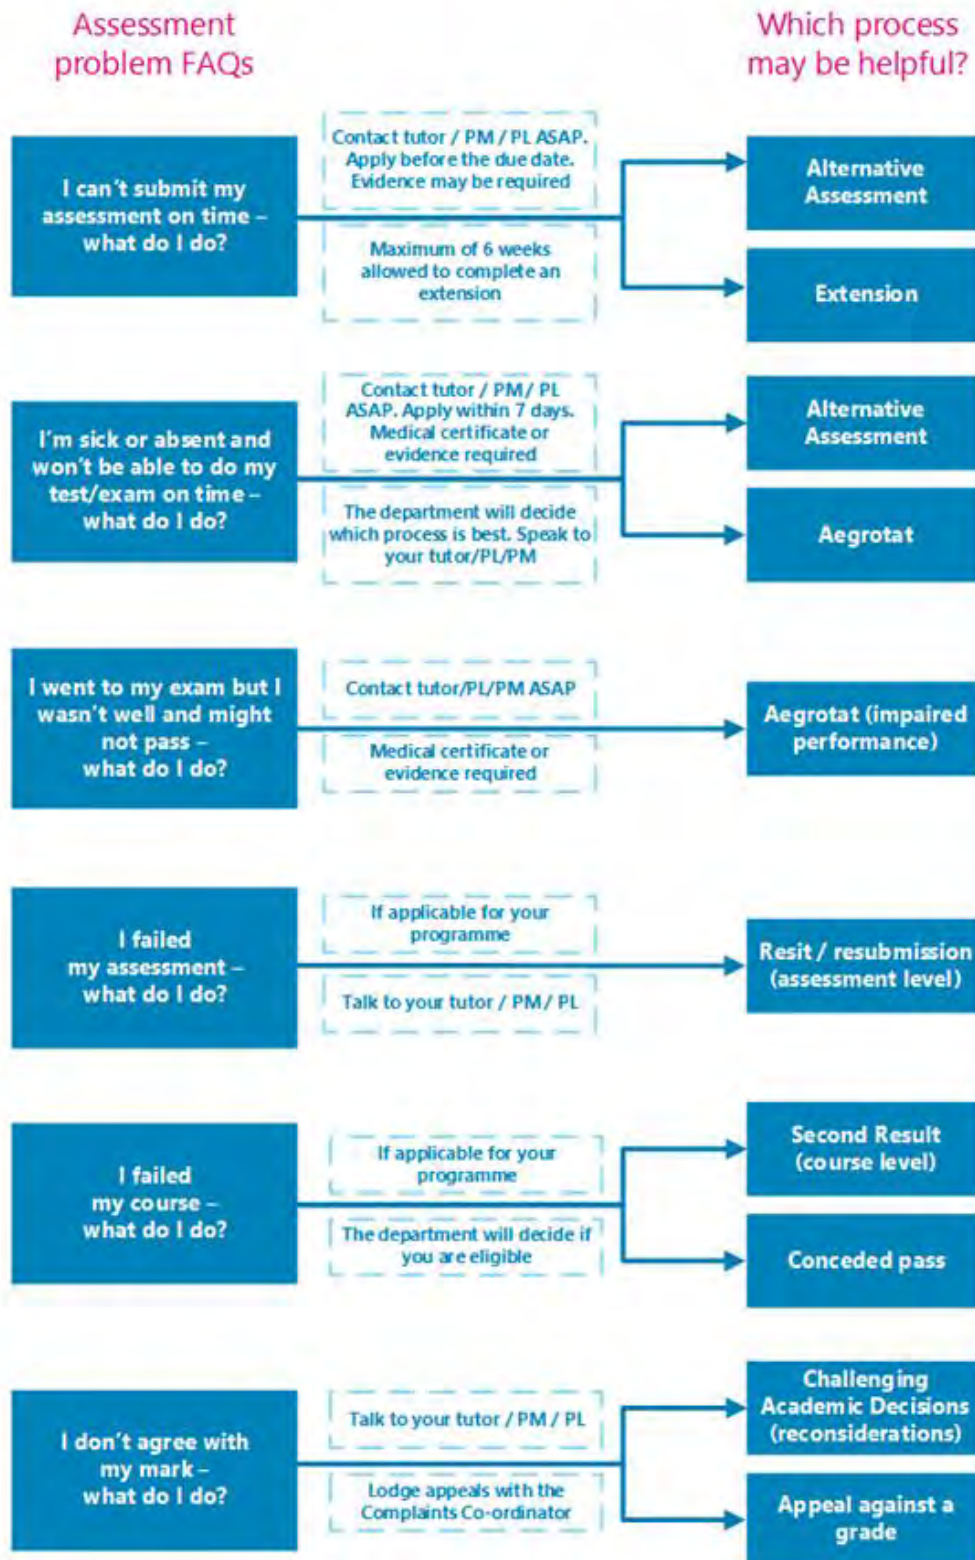 Assessment
problem FAQs
Which process
may be helpful?
I can't submit my
assessment on time –
what do I do?
Contact tutor / PM / PL ASAP.
Apply before the due date.
Evidence may be required
Maximum of 6 weeks
allowed to complete an
extension
Alternative
Assessment
Extension
I'm sick or absent and
won't be able to do my
test/exam on time –
what do I do?
Contact tutor / PM / PL
ASAP. Apply within 7 days.
Medical certificate or
evidence required
The department will decide
which process is best. Speak to
your tutor/PL/PM
Alternative
Assessment
Aegrotat
I went to my exam but I
wasn't well and might
not pass –
what do I do?
Contact tutor/PL/PM ASAP
Medical certificate or
evidence required
Aegrotat (impaired
performance)
I failed
my assessment –
what do I do?
If applicable for your
programme
Talk to your tutor / PM / PL
Resit / resubmission
(assessment level)
I failed
my course –
what do I do?
If applicable for your
programme
The department will decide if
you are eligible
Second Result
(course level)
Conceded pass
I don't agree with
my mark –
what do I do?
Talk to your tutor / PM / PL
Lodge appeals with the
Complaints Co-ordinator
Challenging
Academic Decisions
(reconsiderations)
Appeal against a
grade